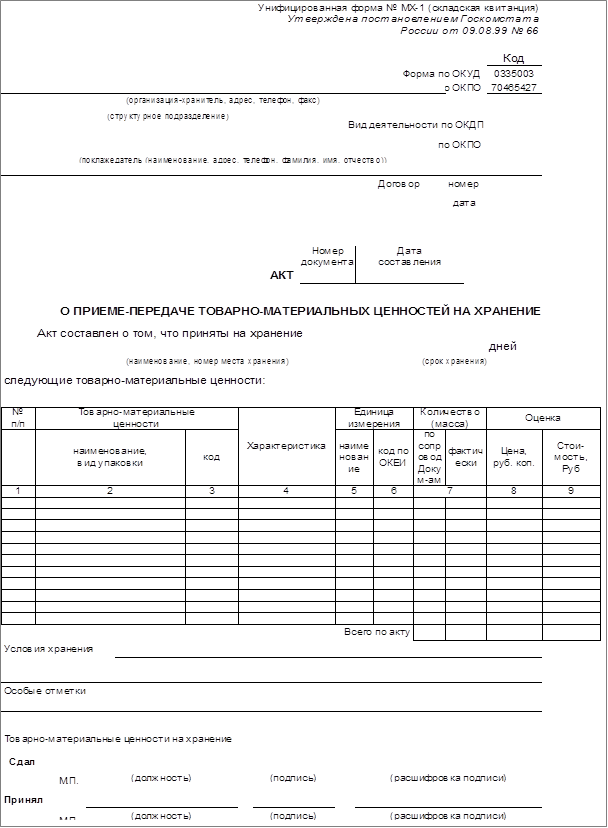 Унифицированная форма № МХ-1 (складская квитанция)
Утверждена постановлением Госкомстата
России от 09.08.99 № 66
Код
Форма по ОКУД 0335003
о ОКПО 70465427
(организация-хранитель, адрес, телефон, факс)
(структурное подразделение)
Вид деятельности по ОКДП
по ОКПО
(поклажедатель (наименование, адрес, телефон, фамилия, имя, отчество))
Договор номер
дата
Номер документа Дата составления
АКТ
О ПРИЕМЕ-ПЕРЕДАЧЕ ТОВАРНО-МАТЕРИАЛЬНЫХ ЦЕННОСТЕЙ НА ХРАНЕНИЕ
Акт составлен о том, что приняты на хранение
дней
(наименование, номер места хранения) (срок хранения)
следующие товарно-материальные ценности:
№ п/п Товарно-материальные ценности Характеристика Единица измерения Количество (масса) Оценка
наименование, вид упаковки код наименование код по ОКЕИ по сопровод Докум-ам фактически Цена, руб. коп. Стои-мость, Руб
1 2 3 4 5 6 7 8 9
Всего по акту
Условия хранения
Особые отметки
Товарно-материальные ценности на хранение
Сдал
М.П. (должность) (подпись) (расшифровка подписи)
Принял
М.П. (должность) (подпись) (расшифровка подписи)